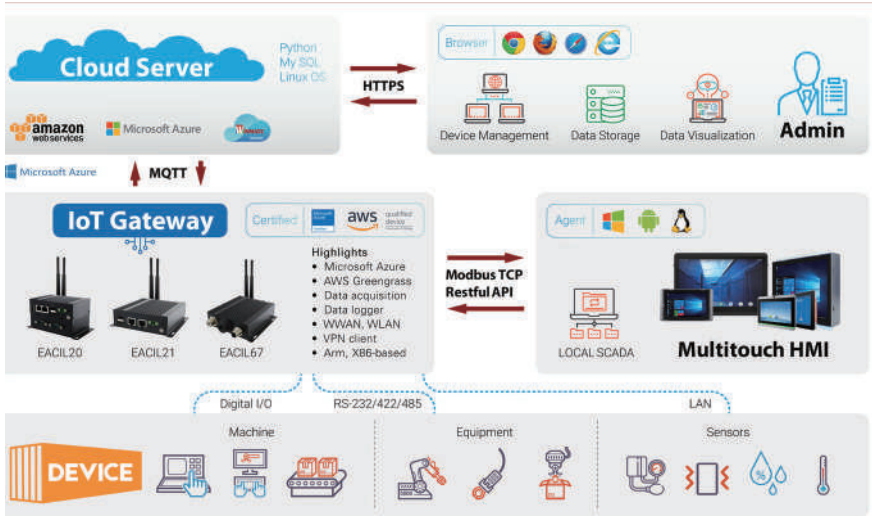 Cloud Server
Python
My SQL
Linux OS
amazon
webservices
Microsoft Azure
HTTPS
Browser
Device Management
Data Storage
Data Visualization
Admin
Microsoft Azure
MQTT
IoT Gateway
Certified
aws
qualified
device
EACIL20
EACIL21
EACIL67
Highlights
• Microsoft Azure
• AWS Greengrass
• Data acquisition
• Data logger
• WWAN, WLAN
• VPN client
• Arm, X86-based
Modbus TCP
Restful API
Agent
LOCAL SCADA
Multitouch HMI
Digital I/O
RS-232/422/485
LAN
DEVICE
Machine
Equipment
Sensors
%